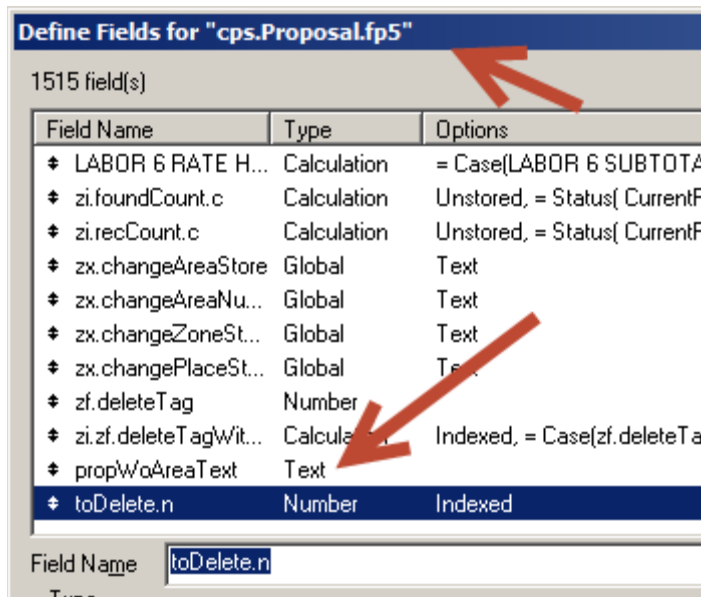 Define Fields for "cps.Proposal.fp5"
1515 field(s)
Field Name Type Options
LABOR 6 RATE H... Calculation = Case(LABOR 6 SUBTOTA
zi.foundCount.c Calculation Unstored, = Status( CurrentF
zi.recCount.c Calculation Unstored, = Status( CurrentF
zx.changeAreaStore Global Text
zx.changeAreaNu... Global Text
zx.changeZoneSt... Global Text
zx.changePlaceSt... Global Text
zf.deleteTag Number
zi.zf.deleteTagWit... Calculation Indexed, = Case(zf.deleteTa
propWoAreaText Text
toDelete.n Number Indexed
Field Name toDelete.n